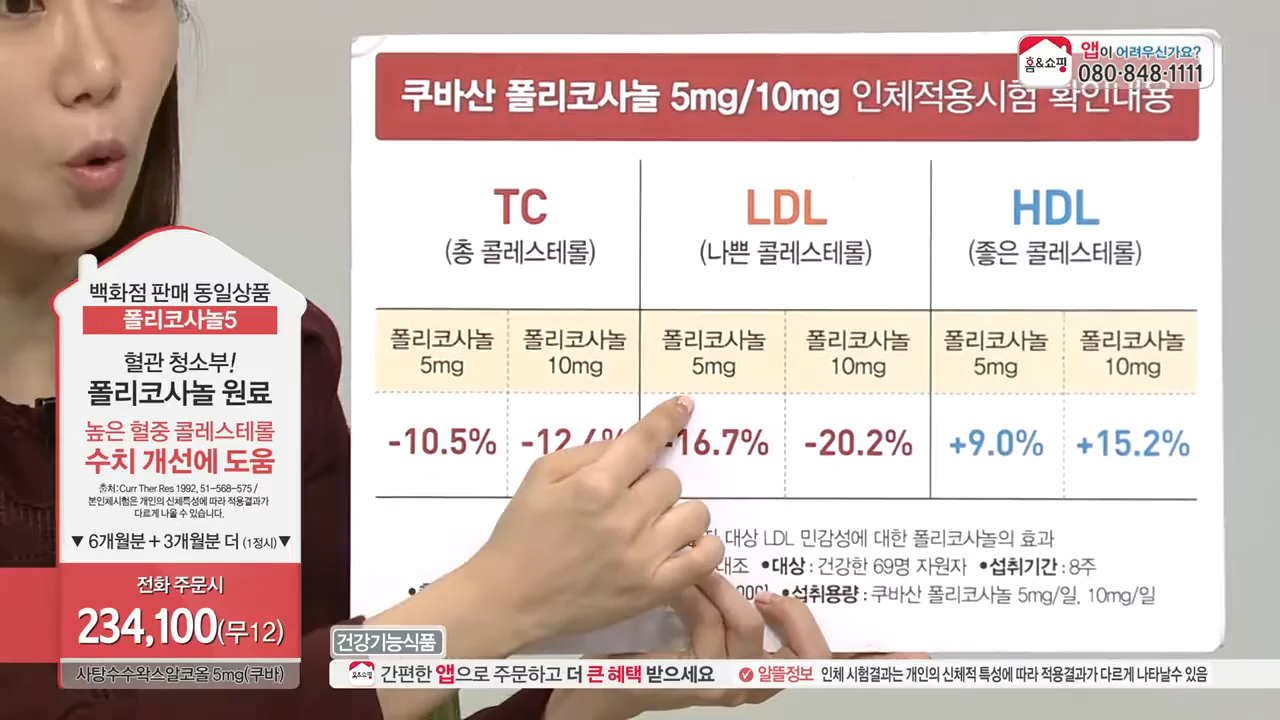 쿠바산 폴리코사놀 5mg/10mg 인체적용시험 확인내용
홈&쇼핑
앱이 어려우신가요?
080·848·1111
TC
(총 콜레스테롤)
LDL
(나쁜 콜레스테롤)
HDL
(좋은 콜레스테롤)
폴리코사놀
5mg
폴리코사놀
10mg
폴리코사놀
5mg
폴리코사놀
10mg
폴리코사놀
5mg
폴리코사놀
10mg
-10.5%
-12.4%
-16.7%
-20.2%
+9.0%
+15.2%
대상 LDL 민감성에 대한 폴리코사놀의 효과
대조 •대상 : 건강한 69명 자원자 •섭취기간 : 8주
•섭취용량 : 쿠바산 폴리코사놀 5mg/일, 10mg/일
백화점 판매 동일상품
폴리코사놀5
혈관 청소부!
폴리코사놀 원료
높은 혈중 콜레스테롤
수치 개선에 도움
출처: Curr Ther Res 1992, 51-568-575 /
본인체시험은 개인의 신체특성에 따라 적용결과가
다르게 나올 수 있습니다.
▼ 6개월분 + 3개월분 더 (1정시) ▼
전화 주문시
234,100(무12)
사탕수수왁스알코올 5mg(쿠바)
건강기능식품
홈&쇼핑 간편한 앱으로 주문하고 더 큰 혜택 받으세요
알뜰정보 인체 시험결과는 개인의 신체적 특성에 따라 적용결과가 다르게 나타날수 있음